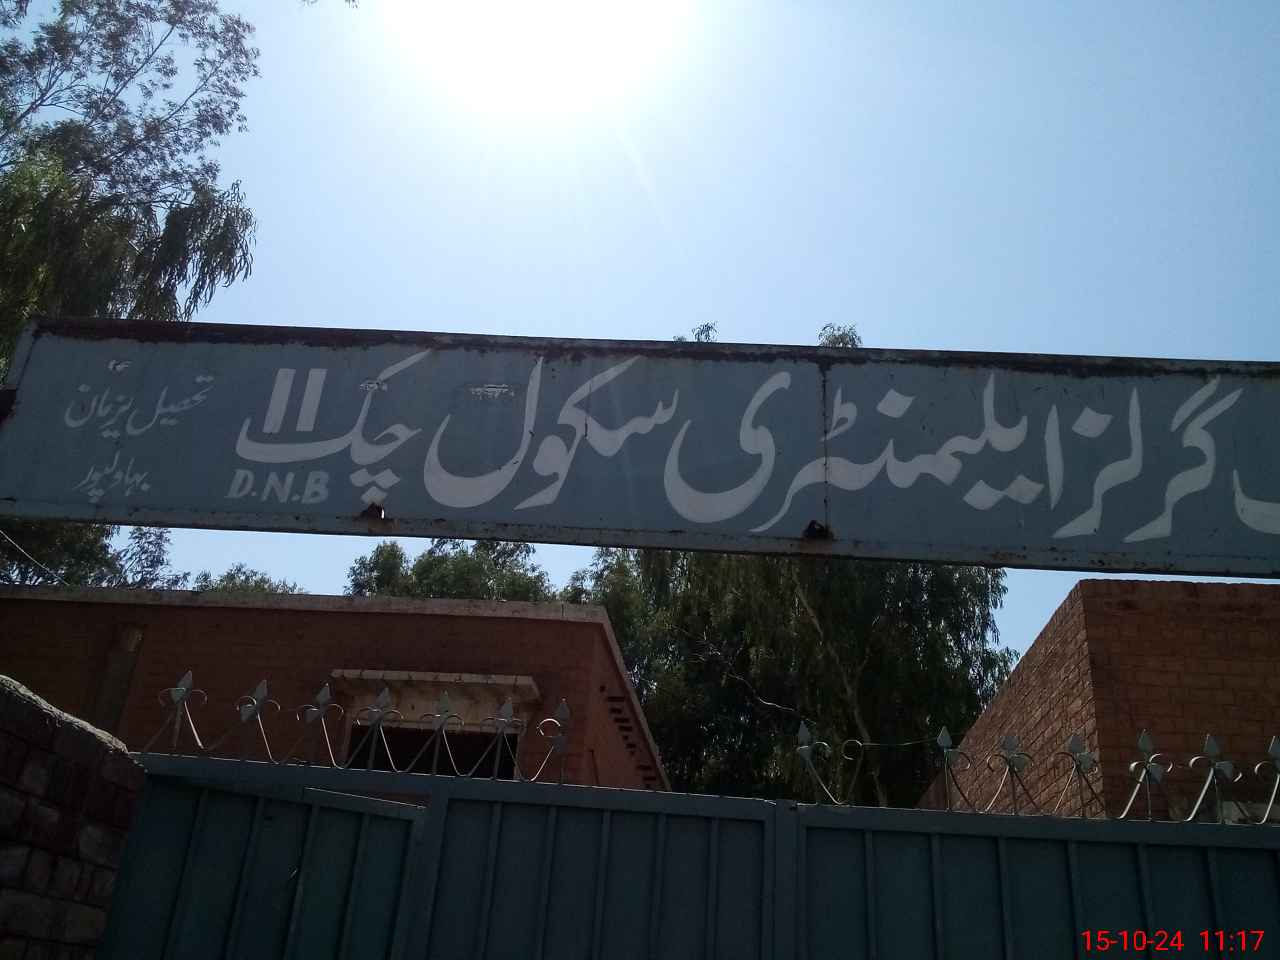 گرلز ایلیمنٹری سکول چک 11
D.N.B
تحصیل یزمان
بہاولپور
15-10-24 11:17